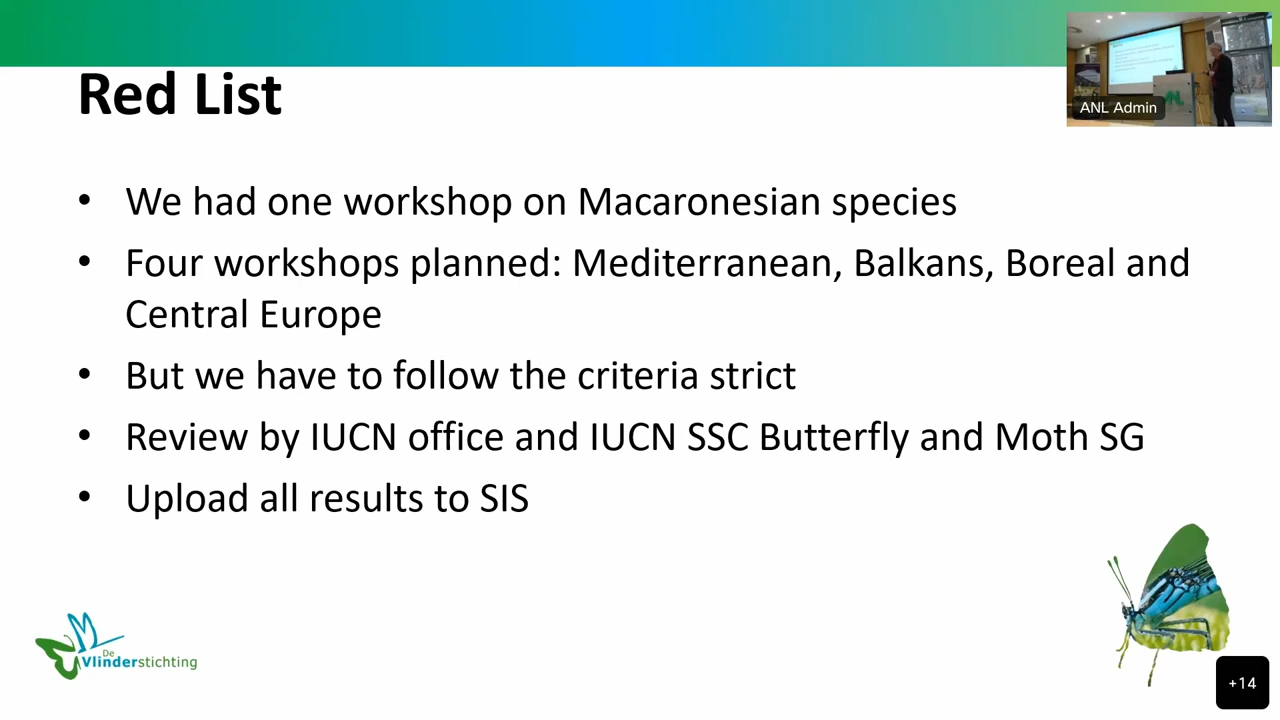 Red List
ANL Admin
• We had one workshop on Macaronesian species
• Four workshops planned: Mediterranean, Balkans, Boreal and
Central Europe
• But we have to follow the criteria strict
• Review by IUCN office and IUCN SSC Butterfly and Moth SG
• Upload all results to SIS
De
Vlinderstichting
+14